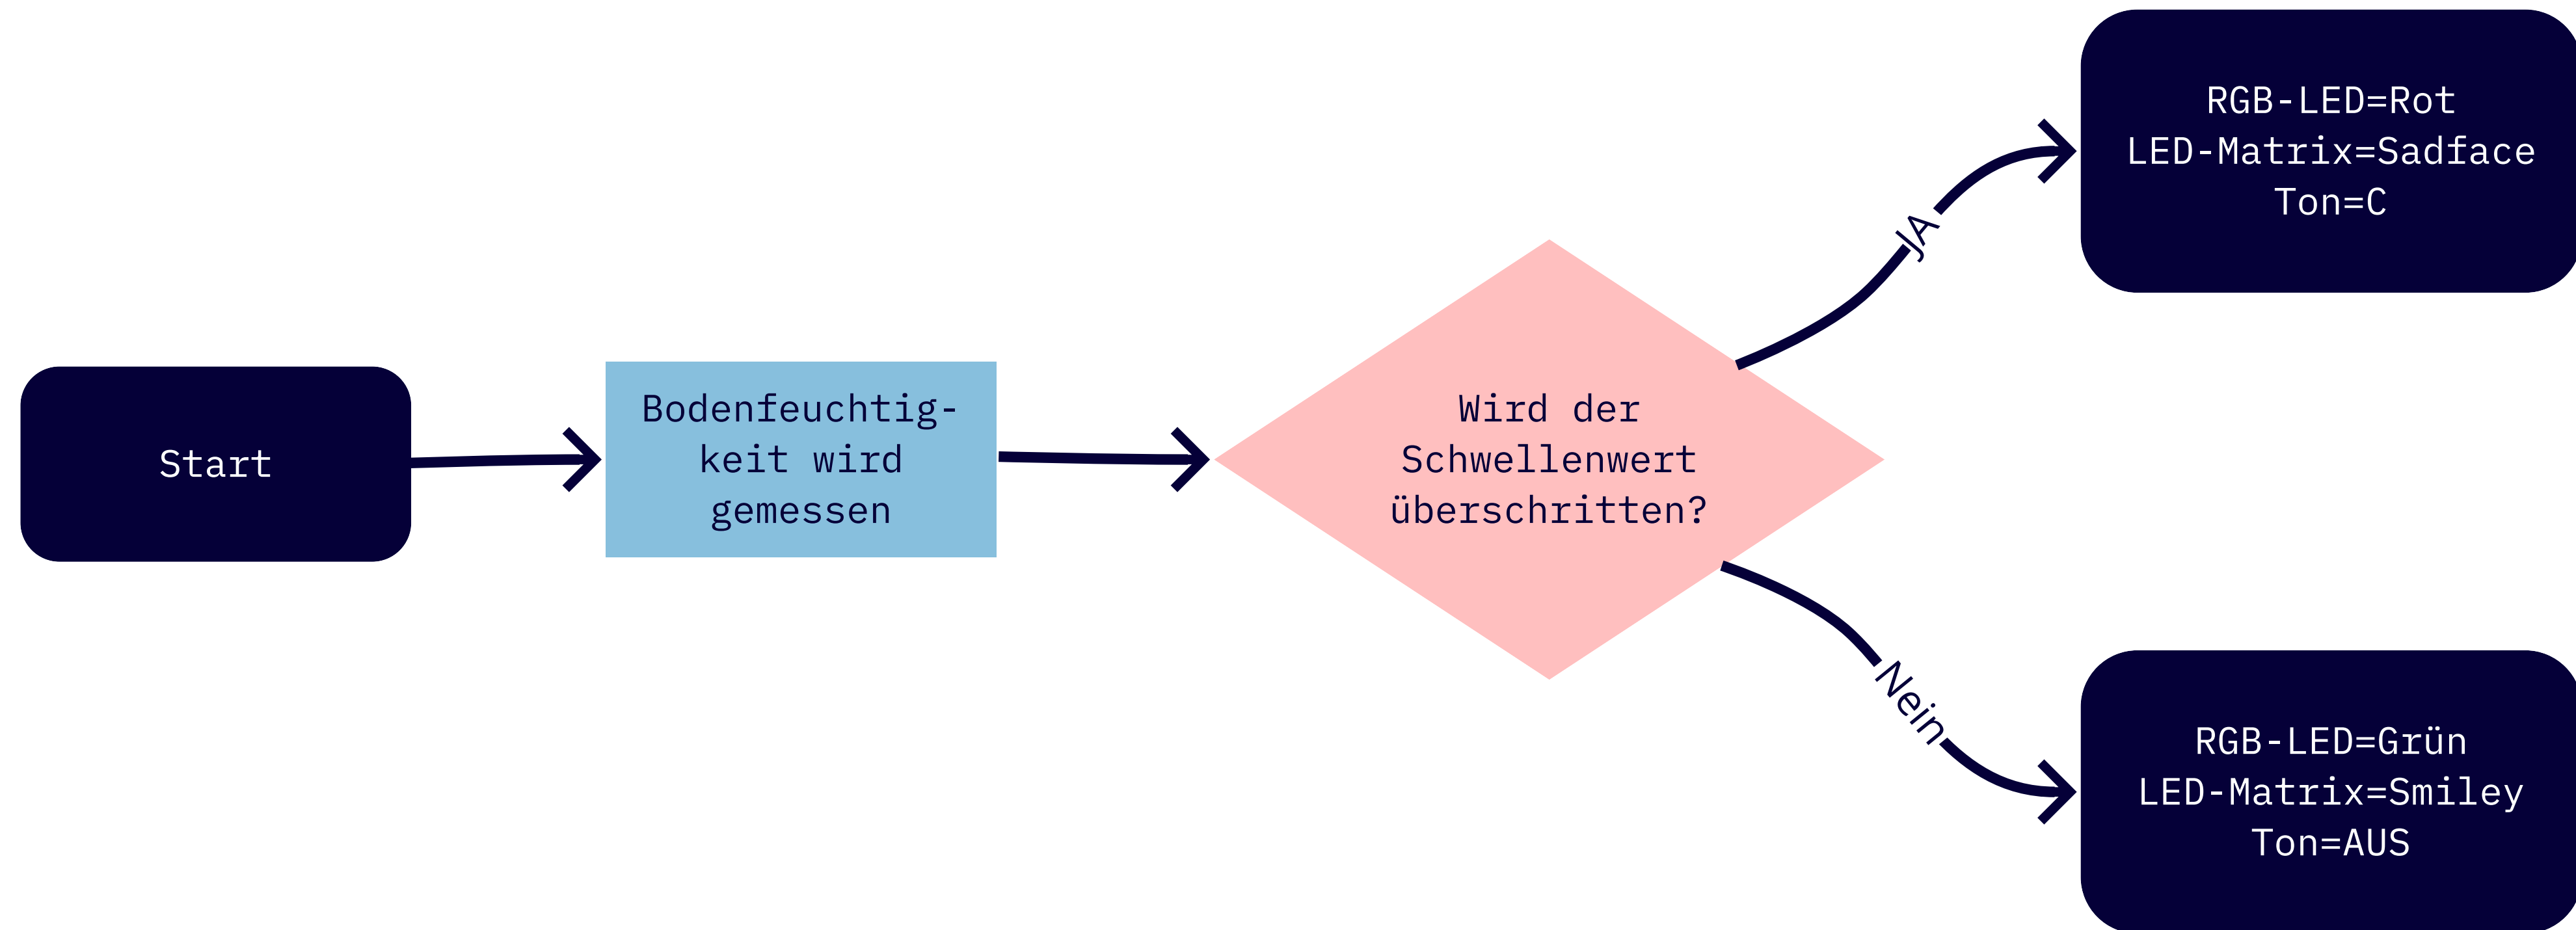 Start
Bodenfeuchtig-
keit wird
gemessen
Wird der
Schwellenwert
überschritten?
JA
RGB-LED=Rot
LED-Matrix=Sadface
Ton=C
Nein
RGB-LED=Grün
LED-Matrix=Smiley
Ton=AUS